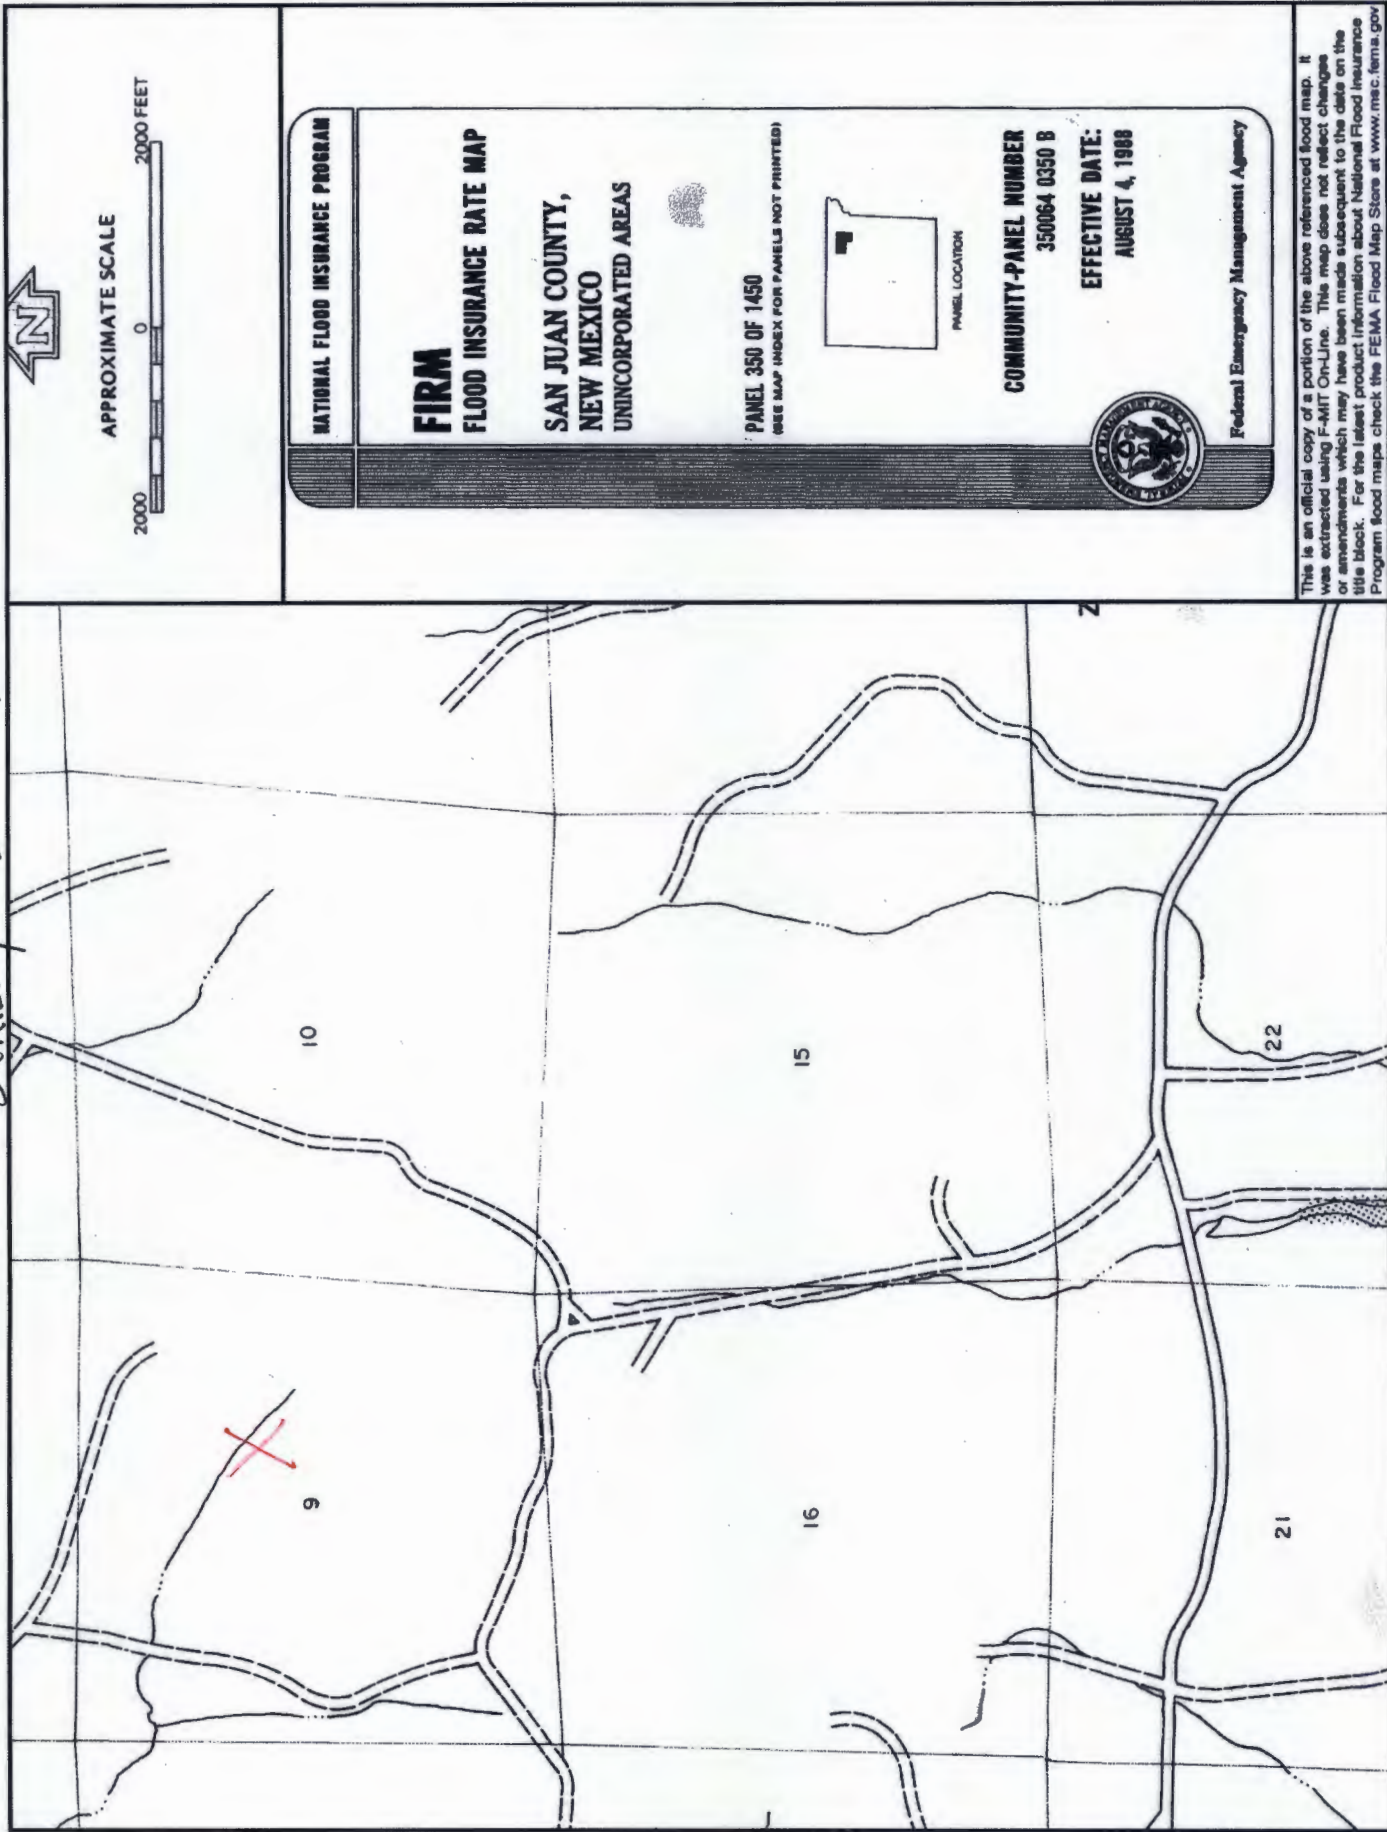 N
APPROXIMATE SCALE
2000 0 2000 FEET
NATIONAL FLOOD INSURANCE PROGRAM
FIRM
FLOOD INSURANCE RATE MAP
SAN JUAN COUNTY,
NEW MEXICO
UNINCORPORATED AREAS
PANEL 350 OF 1450
(SEE MAP INDEX FOR PANELS NOT PRINTED)
PANEL LOCATION
COMMUNITY-PANEL NUMBER
350064 0350 B
EFFECTIVE DATE:
AUGUST 4, 1988
FEDERAL EMERGENCY MANAGEMENT AGENCY
Federal Emergency Management Agency
This is an official copy of a portion of the above referenced flood map. It
was extracted using F-MIT On-Line. This map does not reflect changes
or amendments which may have been made subsequent to the date on the
title block. For the latest product information about National Flood Insurance
Program flood maps check the FEMA Flood Map Store at www.msc.fema.gov
9
10
16
15
21
22
Z